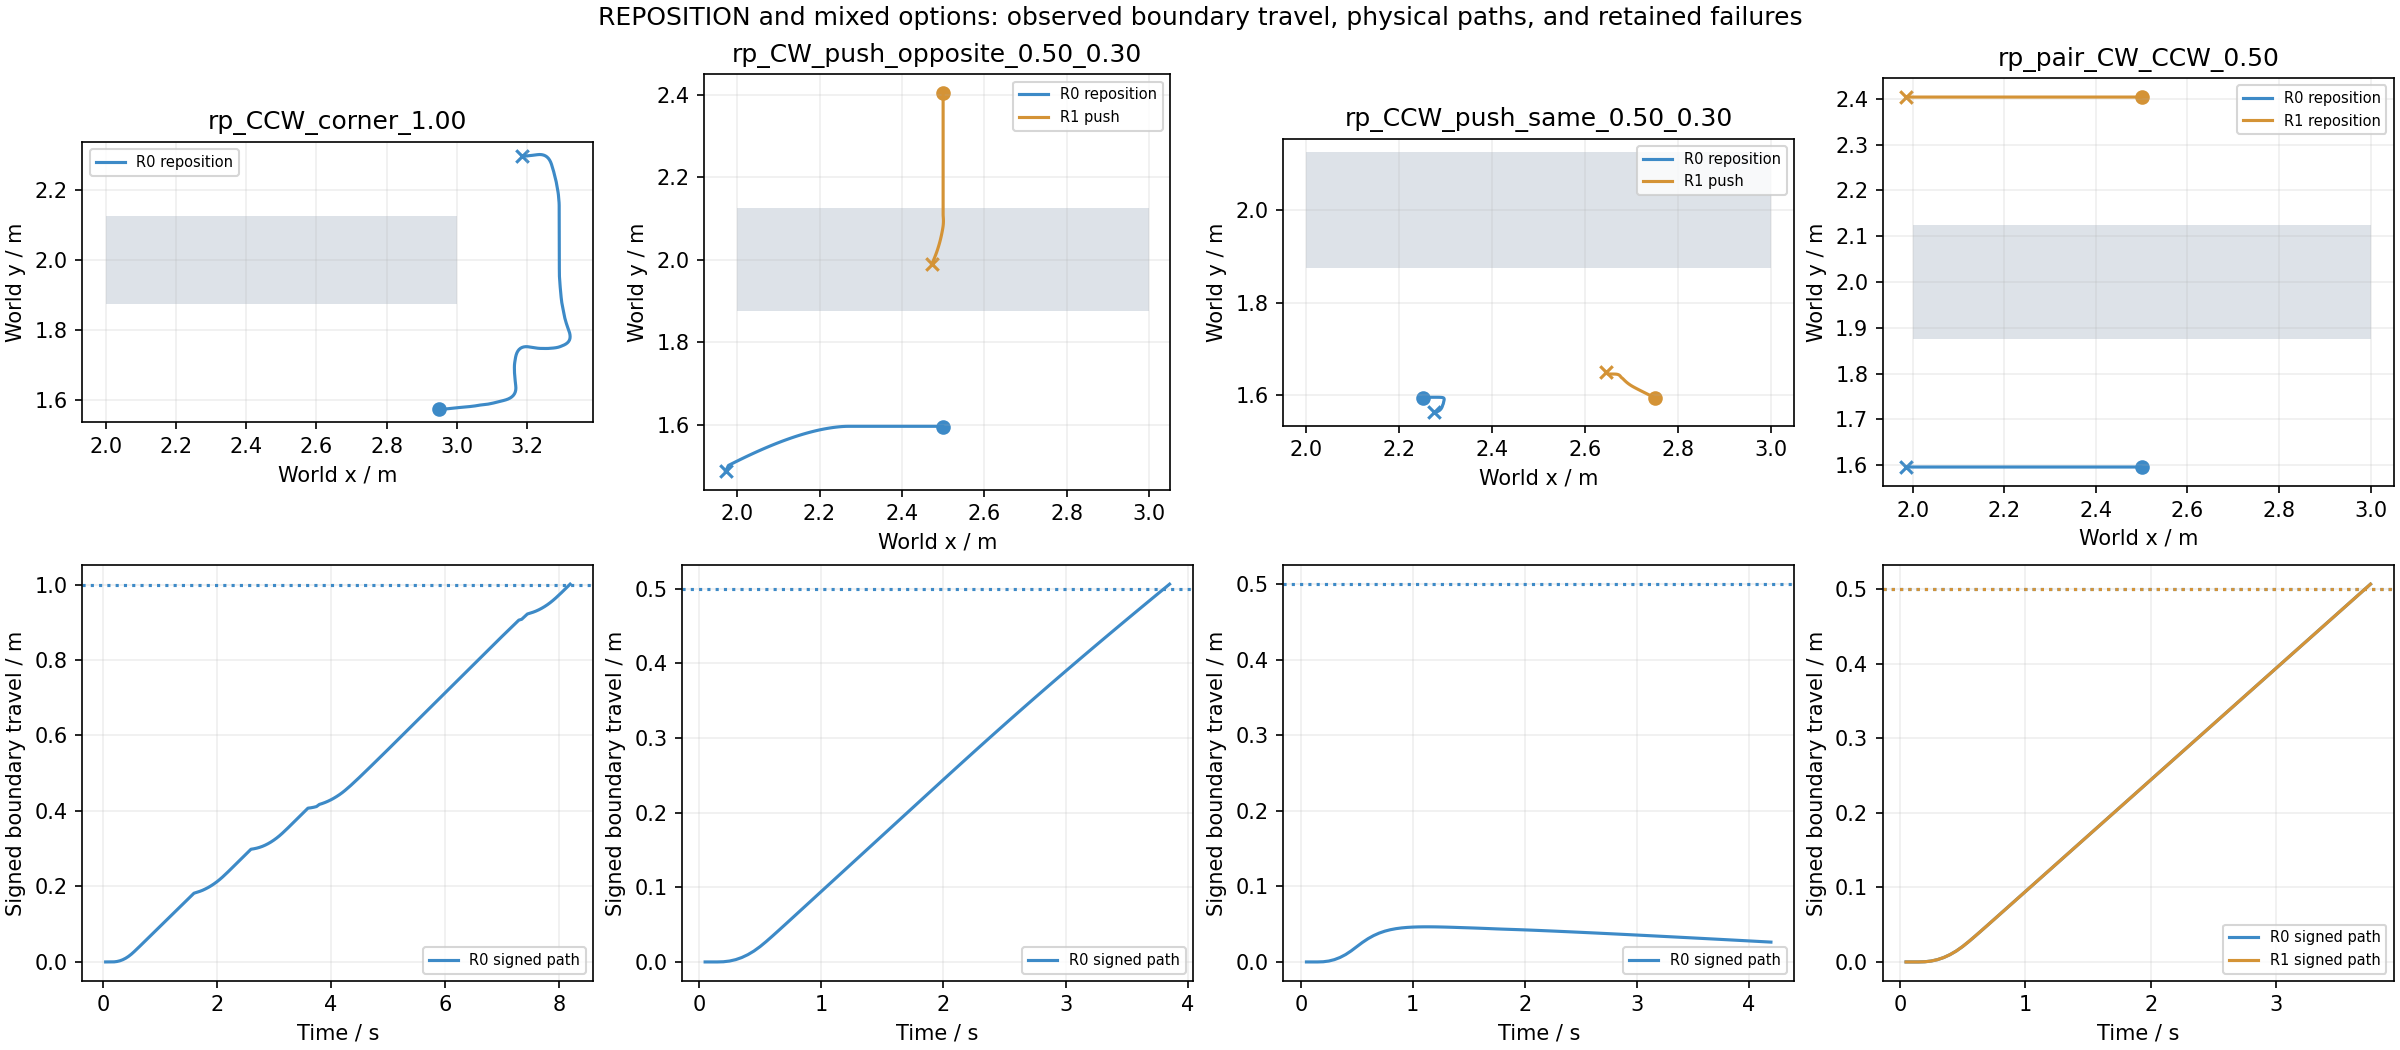 REPOSITION and mixed options: observed boundary travel, physical paths, and retained failures
rp_CCW_corner_1.00
R0 reposition
World y / m
2.2
2.0
1.8
1.6
2.0 2.2 2.4 2.6 2.8 3.0 3.2
World x / m
rp_CW_push_opposite_0.50_0.30
R0 reposition
R1 push
World y / m
2.4
2.2
2.0
1.8
1.6
2.0 2.2 2.4 2.6 2.8 3.0
World x / m
rp_CCW_push_same_0.50_0.30
R0 reposition
R1 push
World y / m
2.0
1.8
1.6
2.0 2.2 2.4 2.6 2.8 3.0
World x / m
rp_pair_CW_CCW_0.50
R0 reposition
R1 reposition
World y / m
2.4
2.3
2.2
2.1
2.0
1.9
1.8
1.7
1.6
2.0 2.2 2.4 2.6 2.8 3.0
World x / m
Signed boundary travel / m
1.0
0.8
0.6
0.4
0.2
0.0
R0 signed path
0 2 4 6 8
Time / s
Signed boundary travel / m
0.5
0.4
0.3
0.2
0.1
0.0
R0 signed path
0 1 2 3 4
Time / s
Signed boundary travel / m
0.5
0.4
0.3
0.2
0.1
0.0
R0 signed path
0 1 2 3 4
Time / s
Signed boundary travel / m
0.5
0.4
0.3
0.2
0.1
0.0
R0 signed path
R1 signed path
0 1 2 3
Time / s